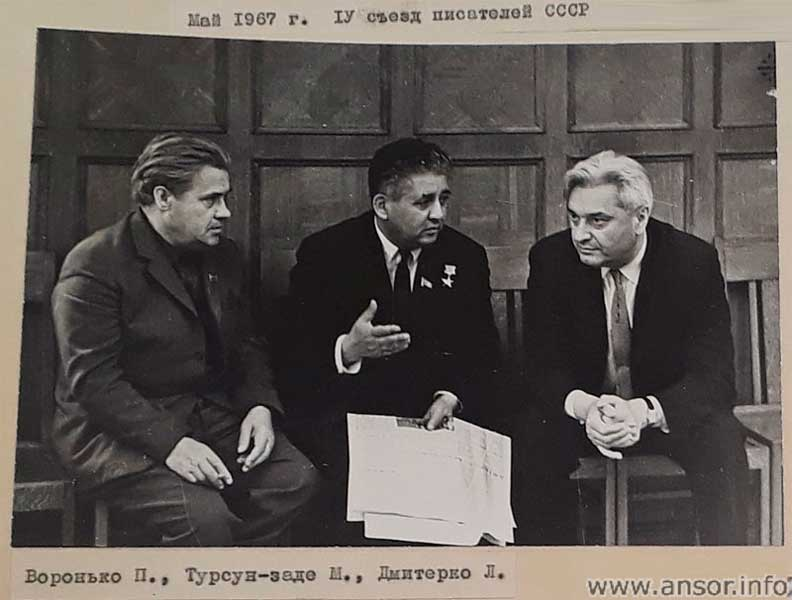 Май 1967 г. IУ съезд писателей СССР
Воронько П., Турсун-заде М., Дмитерко Л.
www.ansor.info